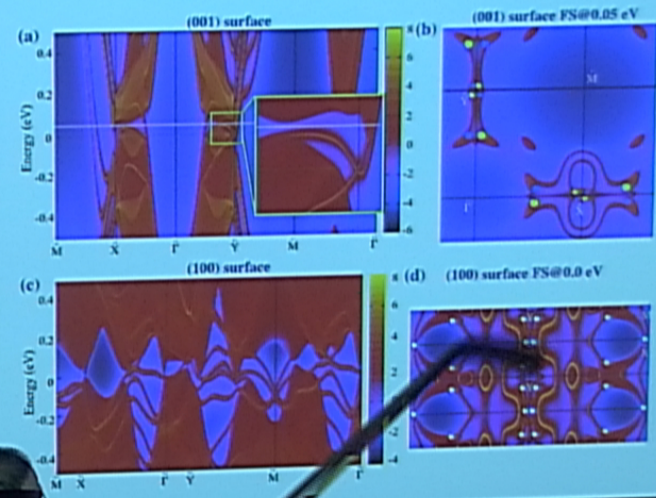 (001) surface
(a)
Energy (eV)
0.4
0.2
0
-0.2
-0.4
M̄ X̄ Γ̄ Ȳ M̄ Γ̄
8
6
4
2
0
-2
-4
-6
(b)
(001) surface FS@0.05 eV
M̄
(100) surface
(c)
Energy (eV)
0.4
0.2
0
-0.2
-0.4
M̄ X̄ Γ̄ Ȳ M̄ Γ̄
8
6
4
2
-2
-4
(d)
(100) surface FS@0.0 eV